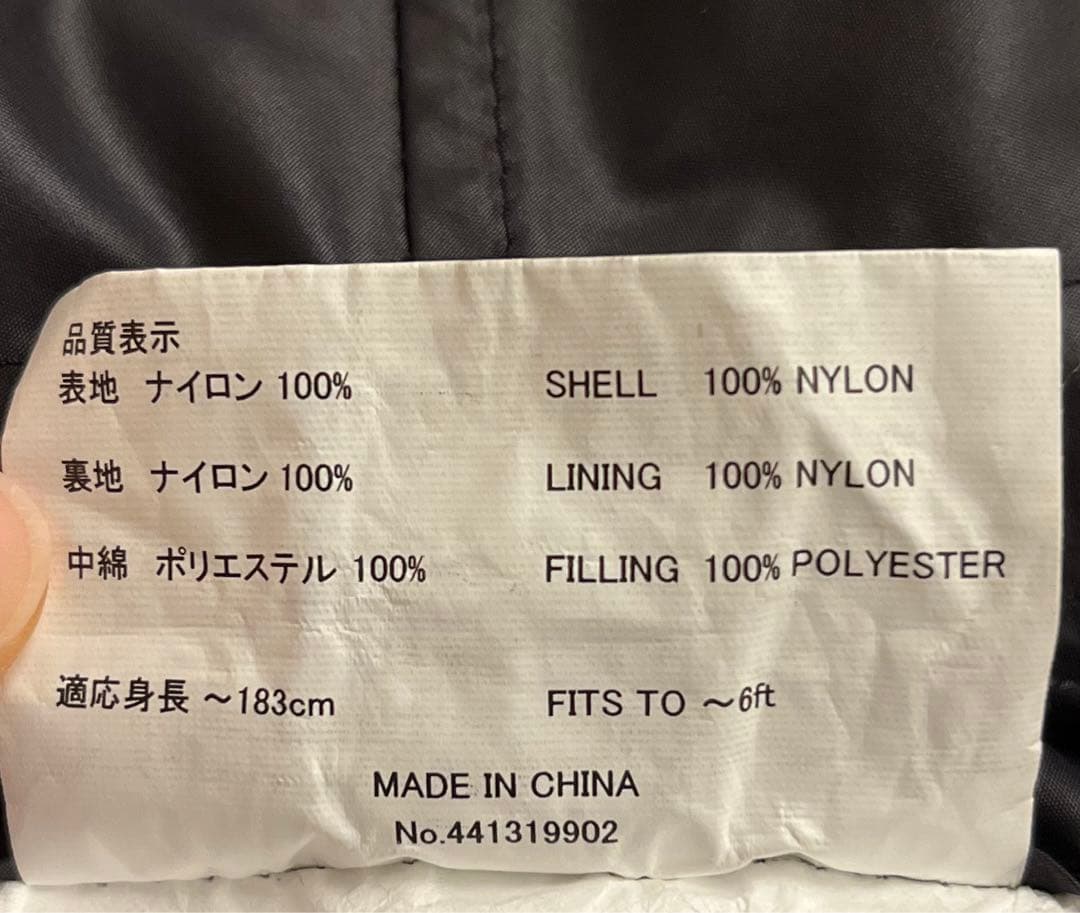 品質表示
表地 ナイロン 100% SHELL 100% NYLON
裏地 ナイロン 100% LINING 100% NYLON
中綿 ポリエステル 100% FILLING 100% POLYESTER
適応身長 ～183cm FITS TO ～6ft
MADE IN CHINA
No.441319902